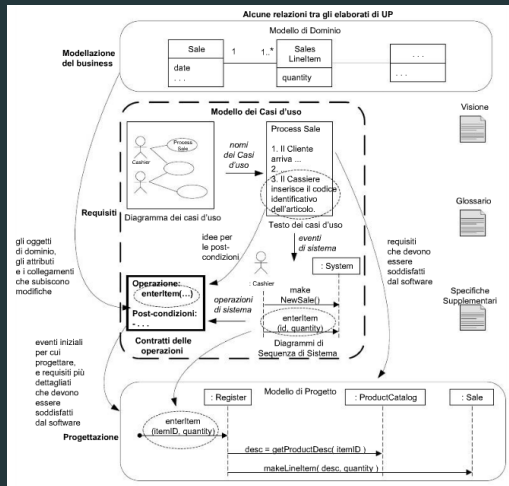 Alcune relazioni tra gli elaborati di UP
Modello di Dominio
Modellazione
del business
Sale
date
. . .
1
1..*
Sales
LineItem
quantity
. . .
. . .
Modello dei Casi d'uso
Process
Sale
Cashier
Diagramma dei casi d'uso
nomi
dei Casi
d'uso
Process Sale
1. Il Cliente
arriva ...
2. ...
3. Il Cassiere
inserisce il codice
identificativo
dell'articolo.
Testo dei casi d'uso
Visione
Glossario
Specifiche
Supplementari
Requisiti
gli oggetti
di dominio,
gli attributi
e i collegamenti
che subiscono
modifiche
idee per
le post-
condizioni
eventi
di sistema
requisiti
che devono
essere
soddisfatti
dal software
Operazione:
enterItem(...)
Post-condizioni:
- . . .
Contratti delle
operazioni
operazioni
di sistema
Cashier
: System
make
NewSale()
enterItem
(id, quantity)
Diagrammi di
Sequenza di Sistema
eventi iniziali
per cui
progettare,
e requisiti più
dettagliati
che devono
essere
soddisfatti
dal software
Modello di Progetto
: Register
: ProductCatalog
: Sale
enterItem
(itemID, quantity)
Progettazione
desc = getProductDesc( itemID )
makeLineItem( desc, quantity )